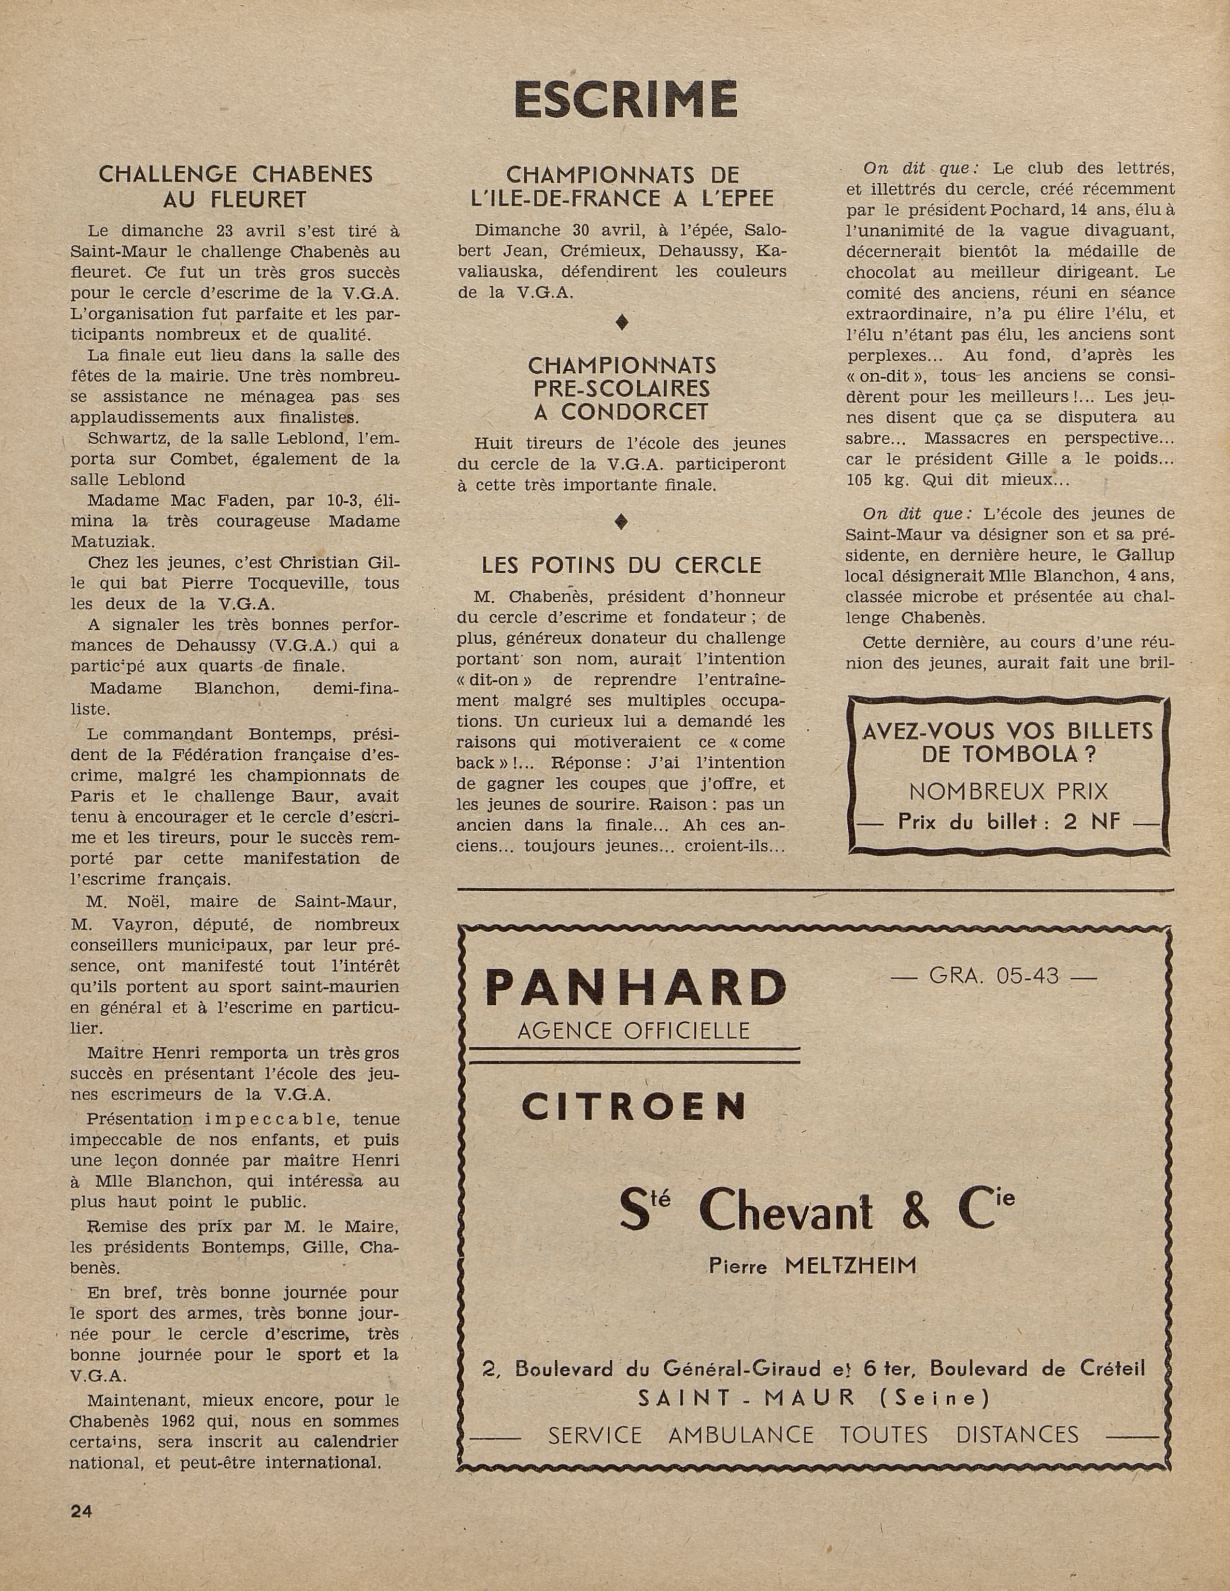 ESCRIME
CHALLENGE CHABENES
AU FLEURET
Le dimanche 23 avril s'est tiré à
Saint-Maur le challenge Chabenès au
fleuret. Ce fut un très gros succès
pour le cercle d'escrime de la V.G.A.
L'organisation fut parfaite et les par-
ticipants nombreux et de qualité.
La finale eut lieu dans la salle des
fêtes de la mairie. Une très nombreu-
se assistance ne ménagea pas ses
applaudissements aux finalistes.
Schwartz, de la salle Leblond, l'em-
porta sur Combet, également de la
salle Leblond
Madame Mac Faden, par 10-3, éli-
mina la très courageuse Madame
Matuziak.
Chez les jeunes, c'est Christian Gil-
le qui bat Pierre Tocqueville, tous
les deux de la V.G.A.
A signaler les très bonnes perfor-
mances de Dehaussy (V.G.A.) qui a
participé aux quarts de finale.
Madame Blanchon, demi-fina-
liste.
Le commandant Bontemps, prési-
dent de la Fédération française d'es-
crime, malgré les championnats de
Paris et le challenge Baur, avait
tenu à encourager et le cercle d'escri-
me et les tireurs, pour le succès rem-
porté par cette manifestation de
l'escrime français.
M. Noël, maire de Saint-Maur,
M. Vayron, député, de nombreux
conseillers municipaux, par leur pré-
sence, ont manifesté tout l'intérêt
qu'ils portent au sport saint-maurien
en général et à l'escrime en particu-
lier.
Maître Henri remporta un très gros
succès en présentant l'école des jeu-
nes escrimeurs de la V.G.A.
Présentation impeccable, tenue
impeccable de nos enfants, et puis
une leçon donnée par maître Henri
à Mlle Blanchon, qui intéressa au
plus haut point le public.
Remise des prix par M. le Maire,
les présidents Bontemps, Gille, Cha-
benès.
En bref, très bonne journée pour
le sport des armes, très bonne jour-
née pour le cercle d'escrime, très
bonne journée pour le sport et la
V.G.A.
Maintenant, mieux encore, pour le
Chabenès 1962 qui, nous en sommes
certains, sera inscrit au calendrier
national, et peut-être international.
CHAMPIONNATS DE
L'ILE-DE-FRANCE A L'EPEE
Dimanche 30 avril, à l'épée, Salo-
bert Jean, Crémieux, Dehaussy, Ka-
valiauska, défendirent les couleurs
de la V.G.A.
♦
CHAMPIONNATS
PRE-SCOLAIRES
A CONDORCET
Huit tireurs de l'école des jeunes
du cercle de la V.G.A. participeront
à cette très importante finale.
♦
LES POTINS DU CERCLE
M. Chabenès, président d'honneur
du cercle d'escrime et fondateur ; de
plus, généreux donateur du challenge
portant son nom, aurait l'intention
« dit-on » de reprendre l'entraîne-
ment malgré ses multiples occupa-
tions. Un curieux lui a demandé les
raisons qui motiveraient ce « come
back » !... Réponse : J'ai l'intention
de gagner les coupes que j'offre, et
les jeunes de sourire. Raison : pas un
ancien dans la finale... Ah ces an-
ciens... toujours jeunes... croient-ils...
On dit que : Le club des lettrés,
et illettrés du cercle, créé récemment
par le président Pochard, 14 ans, élu à
l'unanimité de la vague divaguant,
décernerait bientôt la médaille de
chocolat au meilleur dirigeant. Le
comité des anciens, réuni en séance
extraordinaire, n'a pu élire l'élu, et
l'élu n'étant pas élu, les anciens sont
perplexes... Au fond, d'après les
« on-dit », tous les anciens se consi-
dèrent pour les meilleurs !... Les jeu-
nes disent que ça se disputera au
sabre... Massacres en perspective...
car le président Gille a le poids...
105 kg. Qui dit mieux...
On dit que : L'école des jeunes de
Saint-Maur va désigner son et sa pré-
sidente, en dernière heure, le Gallup
local désignerait Mlle Blanchon, 4 ans,
classée microbe et présentée au chal-
lenge Chabenès.
Cette dernière, au cours d'une réu-
nion des jeunes, aurait fait une bril-
AVEZ-VOUS VOS BILLETS
DE TOMBOLA ?
NOMBREUX PRIX
— Prix du billet : 2 NF —
PANHARD
AGENCE OFFICIELLE
— GRA. 05-43 —
CITROEN
Sté Chevant & Cie
Pierre MELTZHEIM
2, Boulevard du Général-Giraud et 6 ter, Boulevard de Créteil
SAINT-MAUR (Seine)
— SERVICE AMBULANCE TOUTES DISTANCES —
24